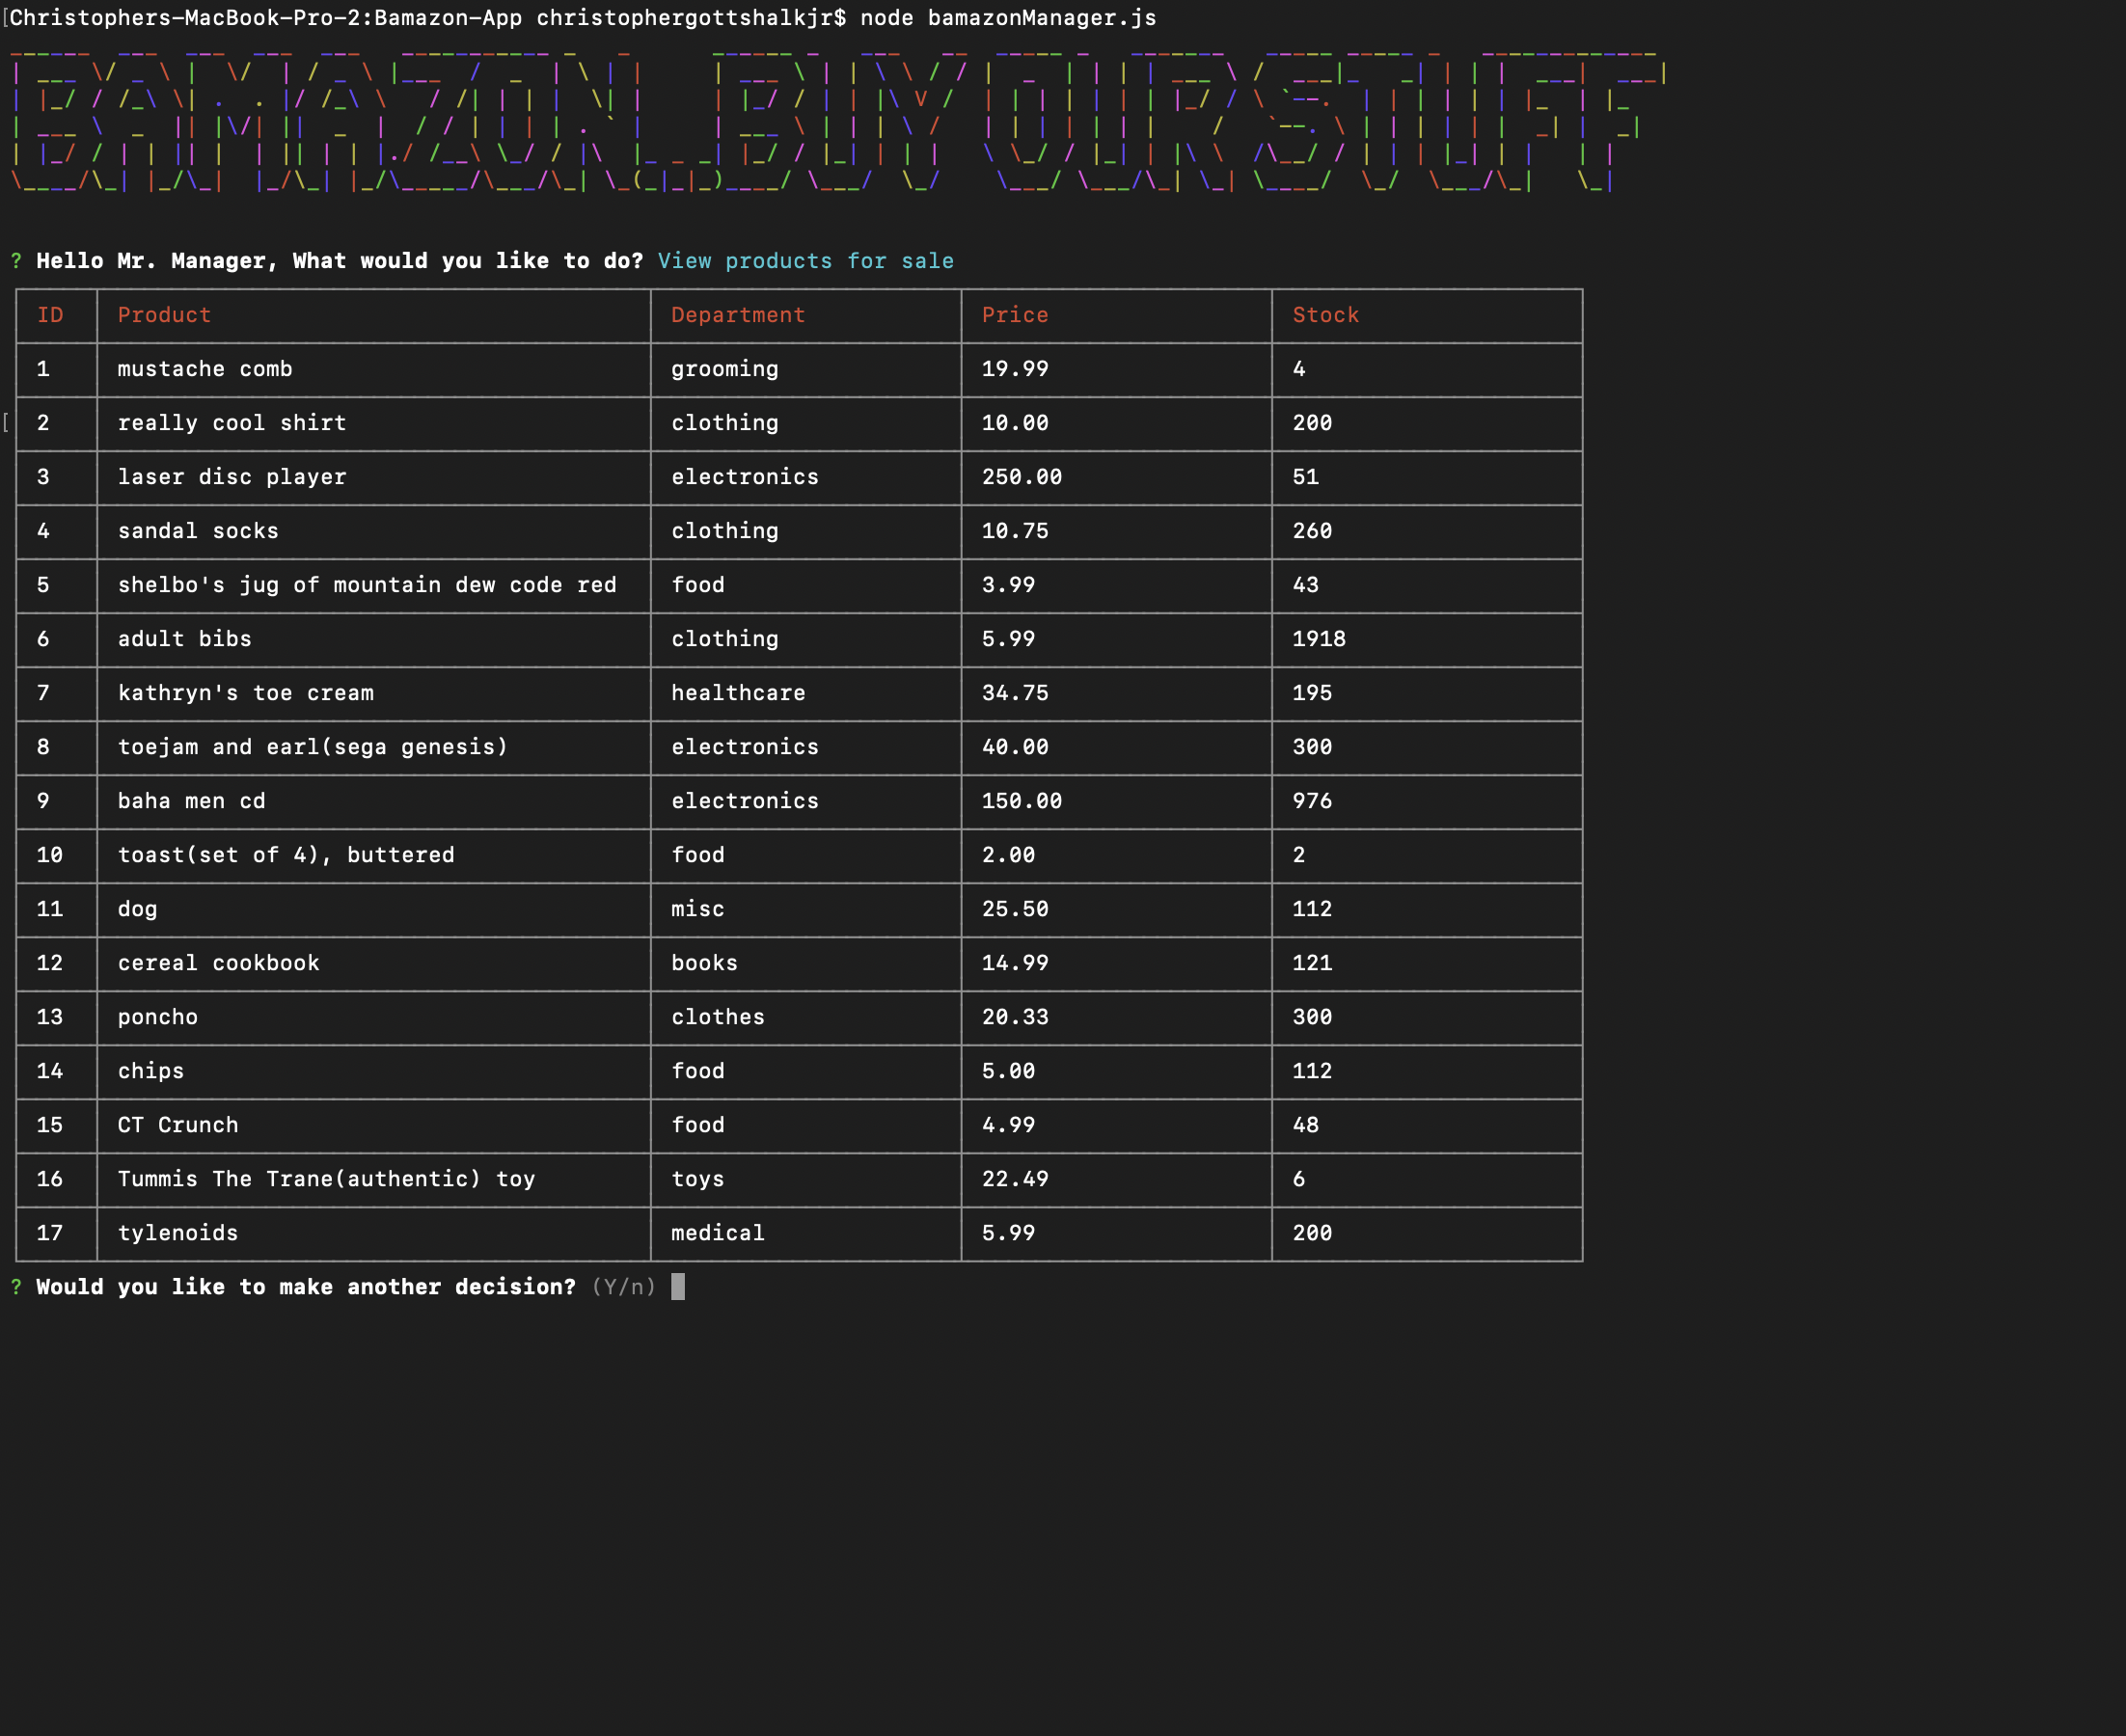 Christophers-MacBook-Pro-2:Bamazon-App christophergottshalkjr$ node bamazonManager.js
BAMAZON...BUY OUR STUFF
? Hello Mr. Manager, What would you like to do? View products for sale
ID Product Department Price Stock
1 mustache comb grooming 19.99 4
2 really cool shirt clothing 10.00 200
3 laser disc player electronics 250.00 51
4 sandal socks clothing 10.75 260
5 shelbo's jug of mountain dew code red food 3.99 43
6 adult bibs clothing 5.99 1918
7 kathryn's toe cream healthcare 34.75 195
8 toejam and earl(sega genesis) electronics 40.00 300
9 baha men cd electronics 150.00 976
10 toast(set of 4), buttered food 2.00 2
11 dog misc 25.50 112
12 cereal cookbook books 14.99 121
13 poncho clothes 20.33 300
14 chips food 5.00 112
15 CT Crunch food 4.99 48
16 Tummis The Trane(authentic) toy toys 22.49 6
17 tylenoids medical 5.99 200
? Would you like to make another decision? (Y/n)